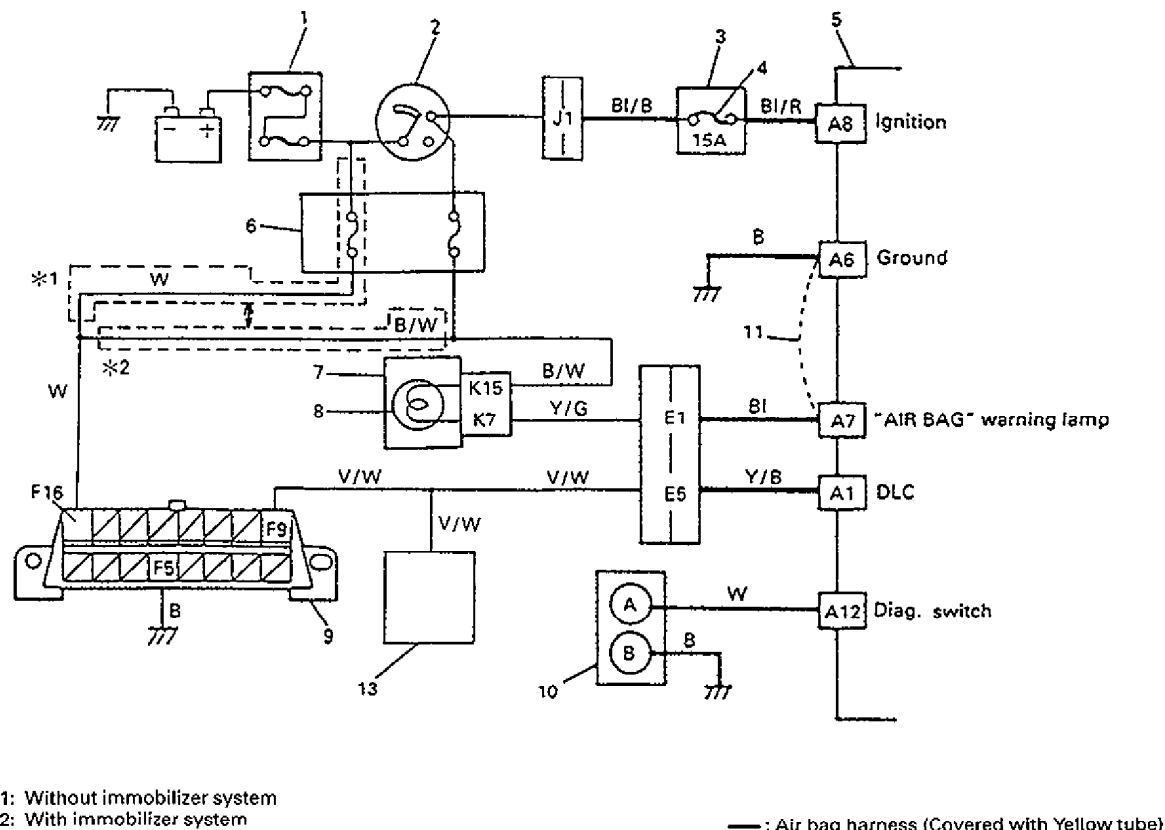 1
2
3
4
5
J1
Bl/B
15A
Bl/R
A8 Ignition
6
B
A6 Ground
*1
W
11
B/W
*2
W
7
8
K15
K7
B/W
Y/G
E1
Bl
A7 "AIR BAG" warning lamp
V/W
V/W
E5
Y/B
A1 DLC
F16
F9
V/W
F5
B
9
13
A
W
A12 Diag. switch
B
B
10
1: Without immobilizer system
2: With immobilizer system
: Air bag harness (Covered with Yellow tube)